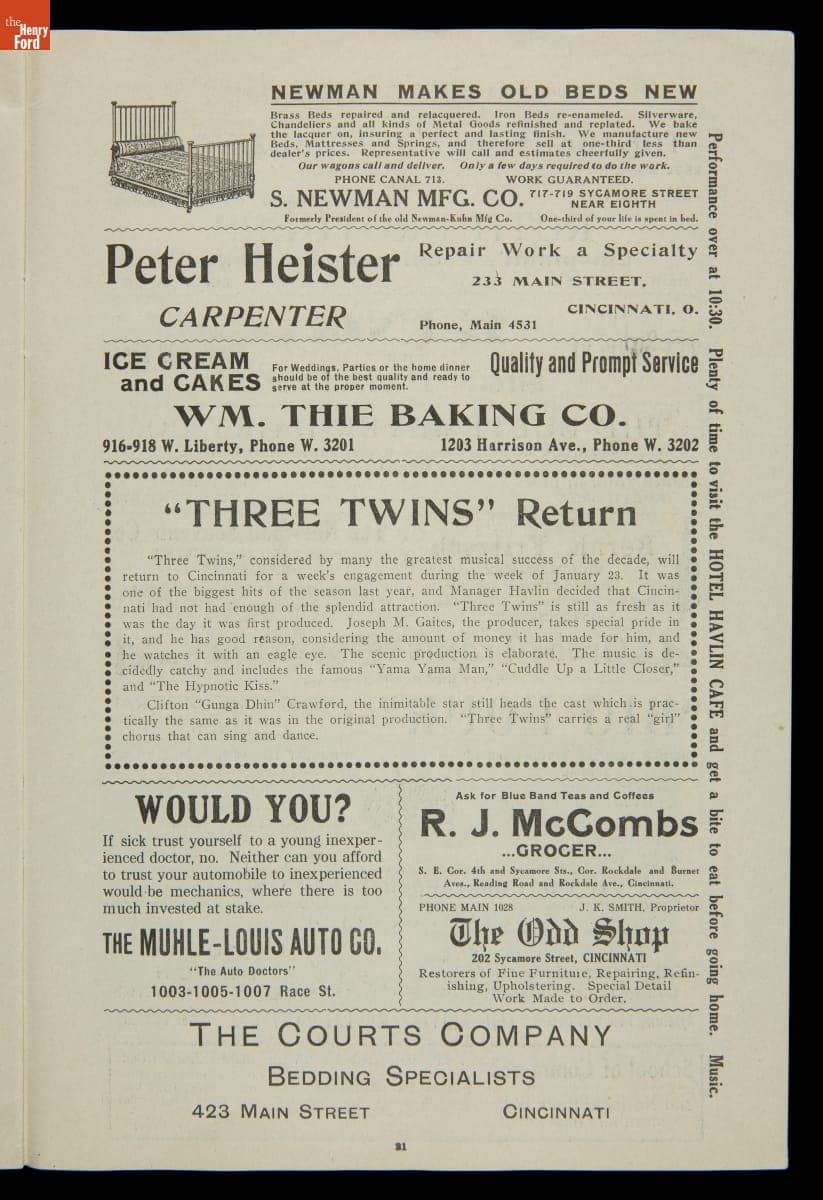 the
Henry
Ford
NEWMAN MAKES OLD BEDS NEW
Brass Beds repaired and relacquered. Iron Beds re-enameled. Silverware,
Chandeliers and all kinds of Metal Goods refinished and replated. We bake
the lacquer on, insuring a perfect and lasting finish. We manufacture new
Beds, Mattresses and Springs, and therefore sell at one-third less than
dealer's prices. Representative will call and estimates cheerfully given.
Our wagons call and deliver. Only a few days required to do the work.
PHONE CANAL 713. WORK GUARANTEED.
S. NEWMAN MFG. CO. 717-719 SYCAMORE STREET
NEAR EIGHTH
Formerly President of the old Newman-Kuhn Mfg Co. One-third of your life is spent in bed.
Peter Heister
CARPENTER
Repair Work a Specialty
233 MAIN STREET,
CINCINNATI, O.
Phone, Main 4531
ICE CREAM
and CAKES
For Weddings, Parties or the home dinner
should be of the best quality and ready to
serve at the proper moment.
Quality and Prompt Service
WM. THIE BAKING CO.
916-918 W. Liberty, Phone W. 3201 1203 Harrison Ave., Phone W. 3202
"THREE TWINS" Return
"Three Twins," considered by many the greatest musical success of the decade, will
return to Cincinnati for a week's engagement during the week of January 23. It was
one of the biggest hits of the season last year, and Manager Havlin decided that Cincin-
nati had not had enough of the splendid attraction. "Three Twins" is still as fresh as it
was the day it was first produced. Joseph M. Gaites, the producer, takes special pride in
it, and he has good reason, considering the amount of money it has made for him, and
he watches it with an eagle eye. The scenic production is elaborate. The music is de-
cidedly catchy and includes the famous "Yama Yama Man," "Cuddle Up a Little Closer,"
and "The Hypnotic Kiss."
Clifton "Gunga Dhin" Crawford, the inimitable star still heads the cast which is prac-
tically the same as it was in the original production. "Three Twins" carries a real "girl"
chorus that can sing and dance.
WOULD YOU?
If sick trust yourself to a young inexper-
ienced doctor, no. Neither can you afford
to trust your automobile to inexperienced
would be mechanics, where there is too
much invested at stake.
THE MUHLE-LOUIS AUTO CO.
"The Auto Doctors"
1003-1005-1007 Race St.
Ask for Blue Band Teas and Coffees
R. J. McCombs
...GROCER...
S. E. Cor. 4th and Sycamore Sts., Cor. Rockdale and Burnet
Aves., Reading Road and Rockdale Ave., Cincinnati.
PHONE MAIN 1028 J. K. SMITH, Proprietor
The Odd Shop
202 Sycamore Street, CINCINNATI
Restorers of Fine Furniture, Repairing, Refin-
ishing, Upholstering. Special Detail
Work Made to Order.
THE COURTS COMPANY
BEDDING SPECIALISTS
423 MAIN STREET CINCINNATI
21
Performance over at 10:30. Plenty of time to visit the HOTEL HAVLIN CAFE and get a bite to eat before going home. Music.